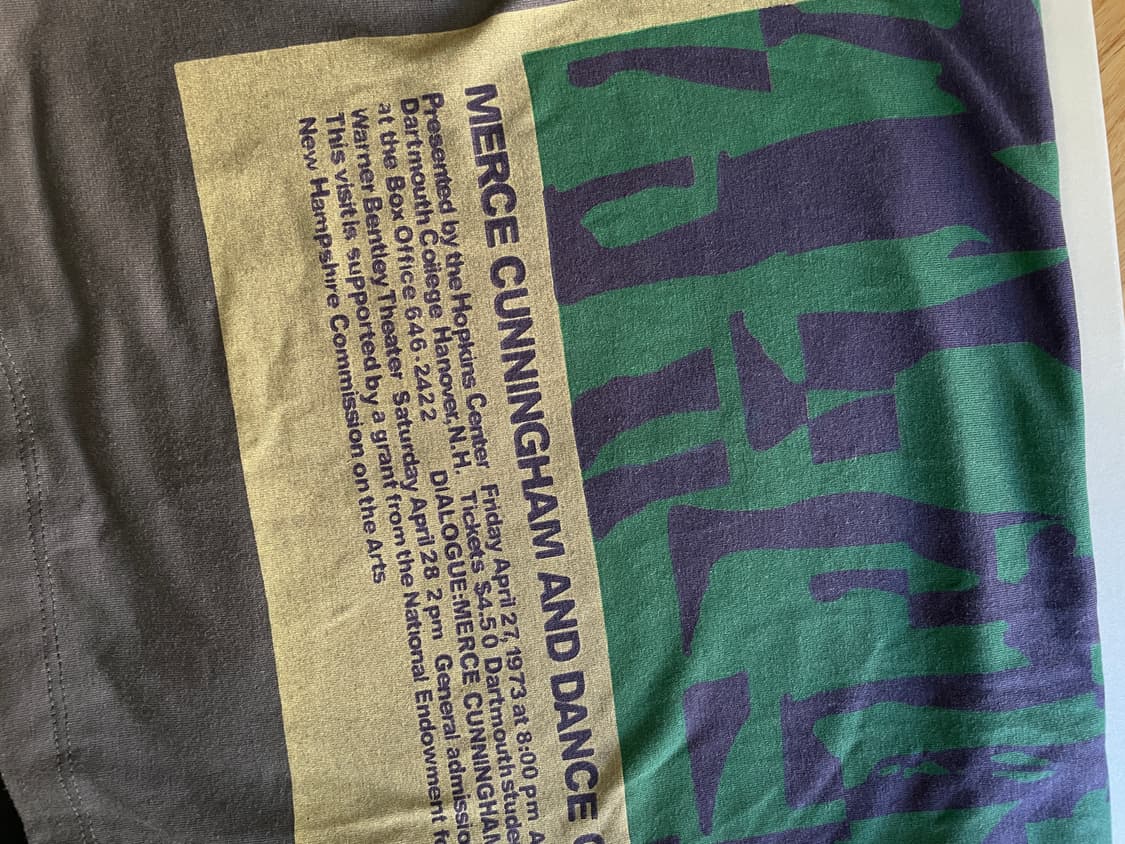 MERCE CUNNINGHAM AND DANCE C
Presented by the Hopkins Center Friday April 27, 1973 at 8:00 pm A
Dartmouth College Hanover, N.H. Tickets $4.50 Dartmouth stude
at the Box Office 646.2422 DIALOGUE:MERCE CUNNINGHAM
Warner Bentley Theater Saturday April 28 2 pm General admissio
This visit is supported by a grant from the National Endowment fo
New Hampshire Commission on the Arts